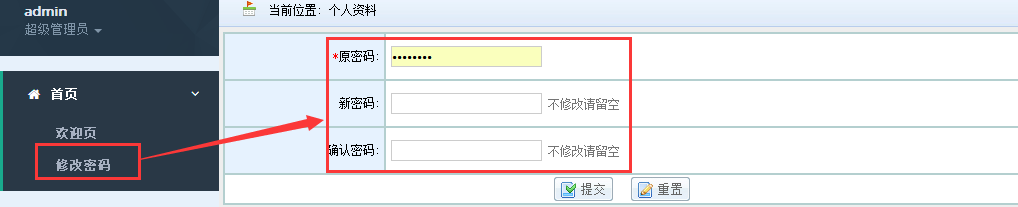 admin
超级管理员
首页
欢迎页
修改密码
当前位置：个人资料
*原密码：
新密码： 不修改请留空
确认密码： 不修改请留空
提交 重置